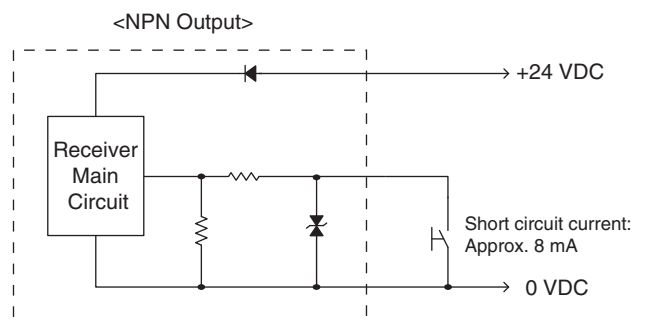 <NPN Output>
+24 VDC
Receiver
Main
Circuit
Short circuit current:
Approx. 8 mA
0 VDC